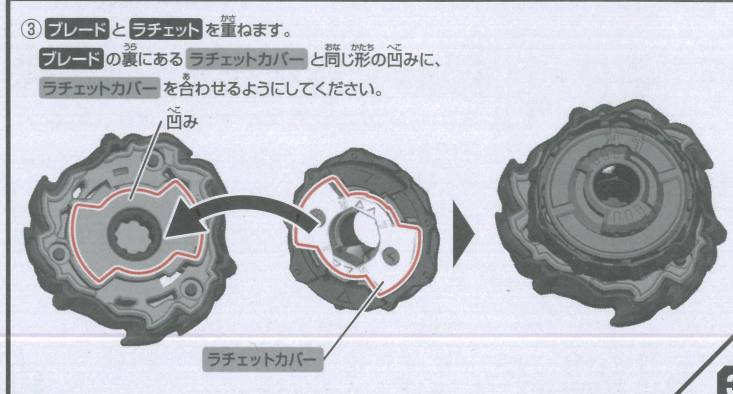 ③ ブレード と ラチェット を重ねます。
ブレード の裏にある ラチェットカバー と同じ形の凹みに、
ラチェットカバー を合わせるようにしてください。
凹み
ラチェットカバー